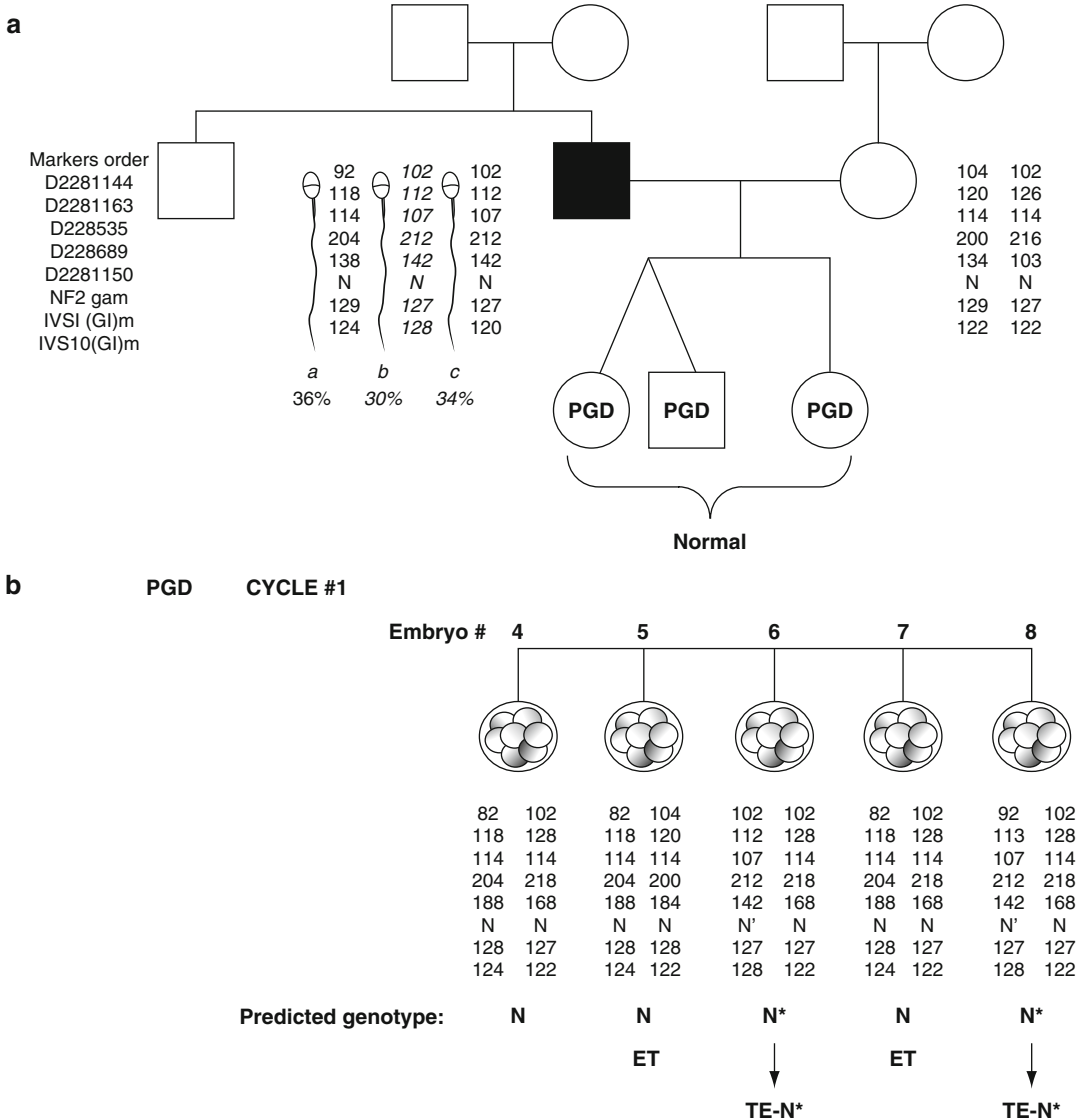 a
Markers order
D2281144
D2281163
D228535
D228689
D2281150
NF2 gam
IVSI (GI)m
IVS10(GI)m
92 102 102
118 112 112
114 107 107
204 212 212
138 142 142
N N N
129 127 127
124 128 120
a b c
36% 30% 34%
104 102
120 126
114 114
200 216
134 103
N N
129 127
122 122
PGD PGD PGD
Normal
b PGD CYCLE #1
Embryo # 4 5 6 7 8
82 102 82 104 102 102 82 102 92 102
118 128 118 120 112 128 118 128 113 128
114 114 114 114 107 114 114 114 107 114
204 218 204 200 212 218 204 218 212 218
188 168 188 184 142 168 188 168 142 168
N N N N N' N N N N' N
128 127 128 128 127 127 128 127 127 127
124 122 124 122 128 122 124 122 128 122
Predicted genotype: N N N* N N*
ET ET
TE-N* TE-N*